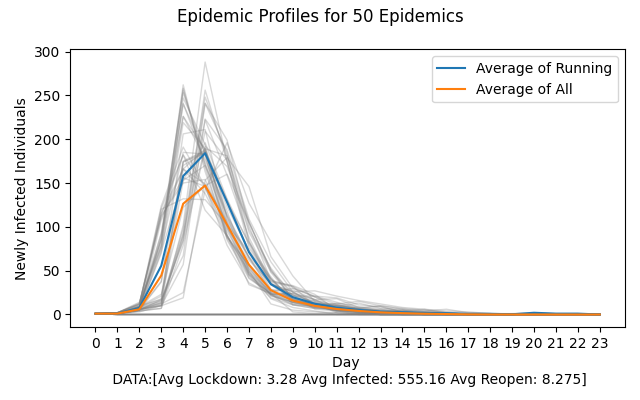 Epidemic Profiles for 50 Epidemics
300
250
200
150
100
50
0
Newly Infected Individuals
Average of Running
Average of All
0 1 2 3 4 5 6 7 8 9 10 11 12 13 14 15 16 17 18 19 20 21 22 23
Day
DATA:[Avg Lockdown: 3.28 Avg Infected: 555.16 Avg Reopen: 8.275]